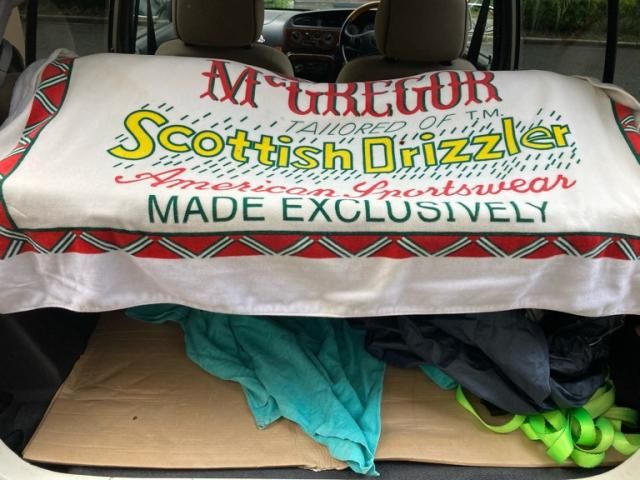 McGREGOR
TAILORED OF T.M.
Scottish Drizzler
American Sportswear
MADE EXCLUSIVELY